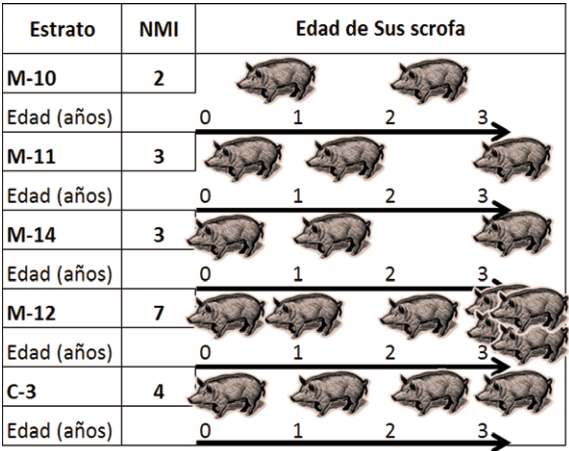 Estrato NMI Edad de Sus scrofa
M-10 2
Edad (años) 0 1 2 3
M-11 3
Edad (años) 0 1 2 3
M-14 3
Edad (años) 0 1 2 3
M-12 7
Edad (años) 0 1 2 3
C-3 4
Edad (años) 0 1 2 3